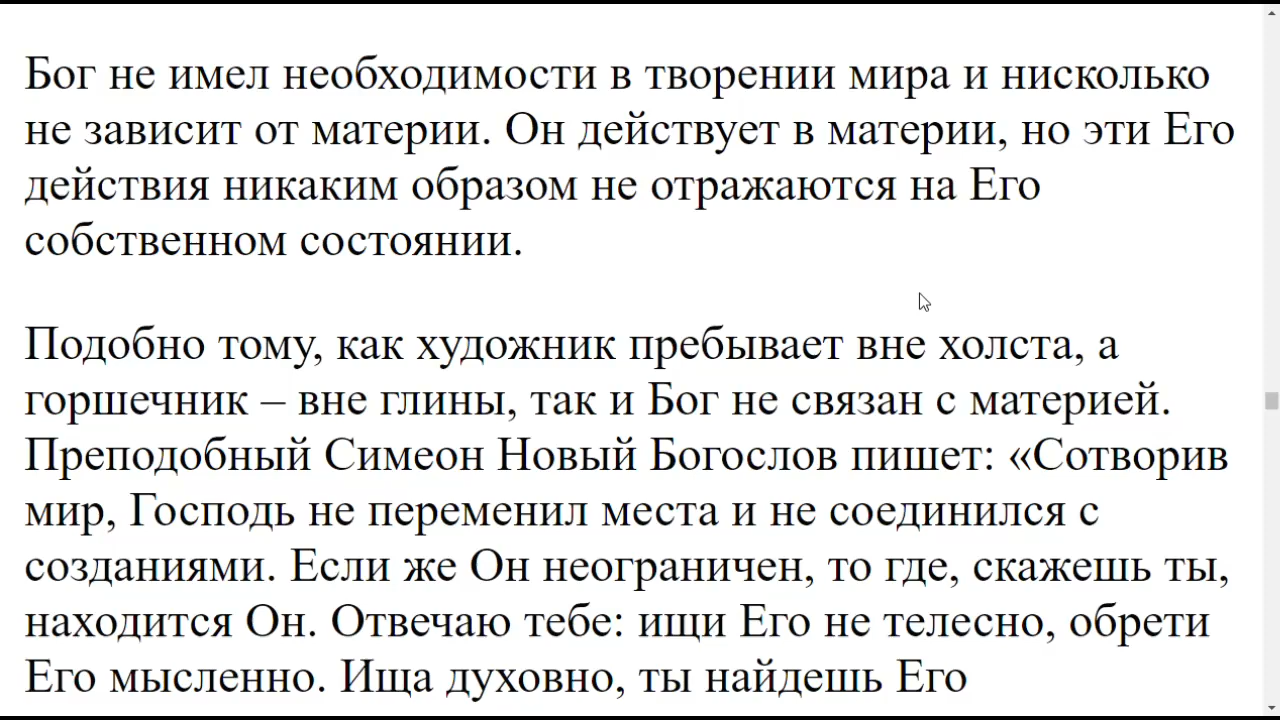 Бог не имел необходимости в творении мира и нисколько
не зависит от материи. Он действует в материи, но эти Его
действия никаким образом не отражаются на Его
собственном состоянии.
Подобно тому, как художник пребывает вне холста, а
горшечник – вне глины, так и Бог не связан с материей.
Преподобный Симеон Новый Богослов пишет: «Сотворив
мир, Господь не переменил места и не соединился с
созданиями. Если же Он неограничен, то где, скажешь ты,
находится Он. Отвечаю тебе: ищи Его не телесно, обрети
Его мысленно. Ища духовно, ты найдешь Его